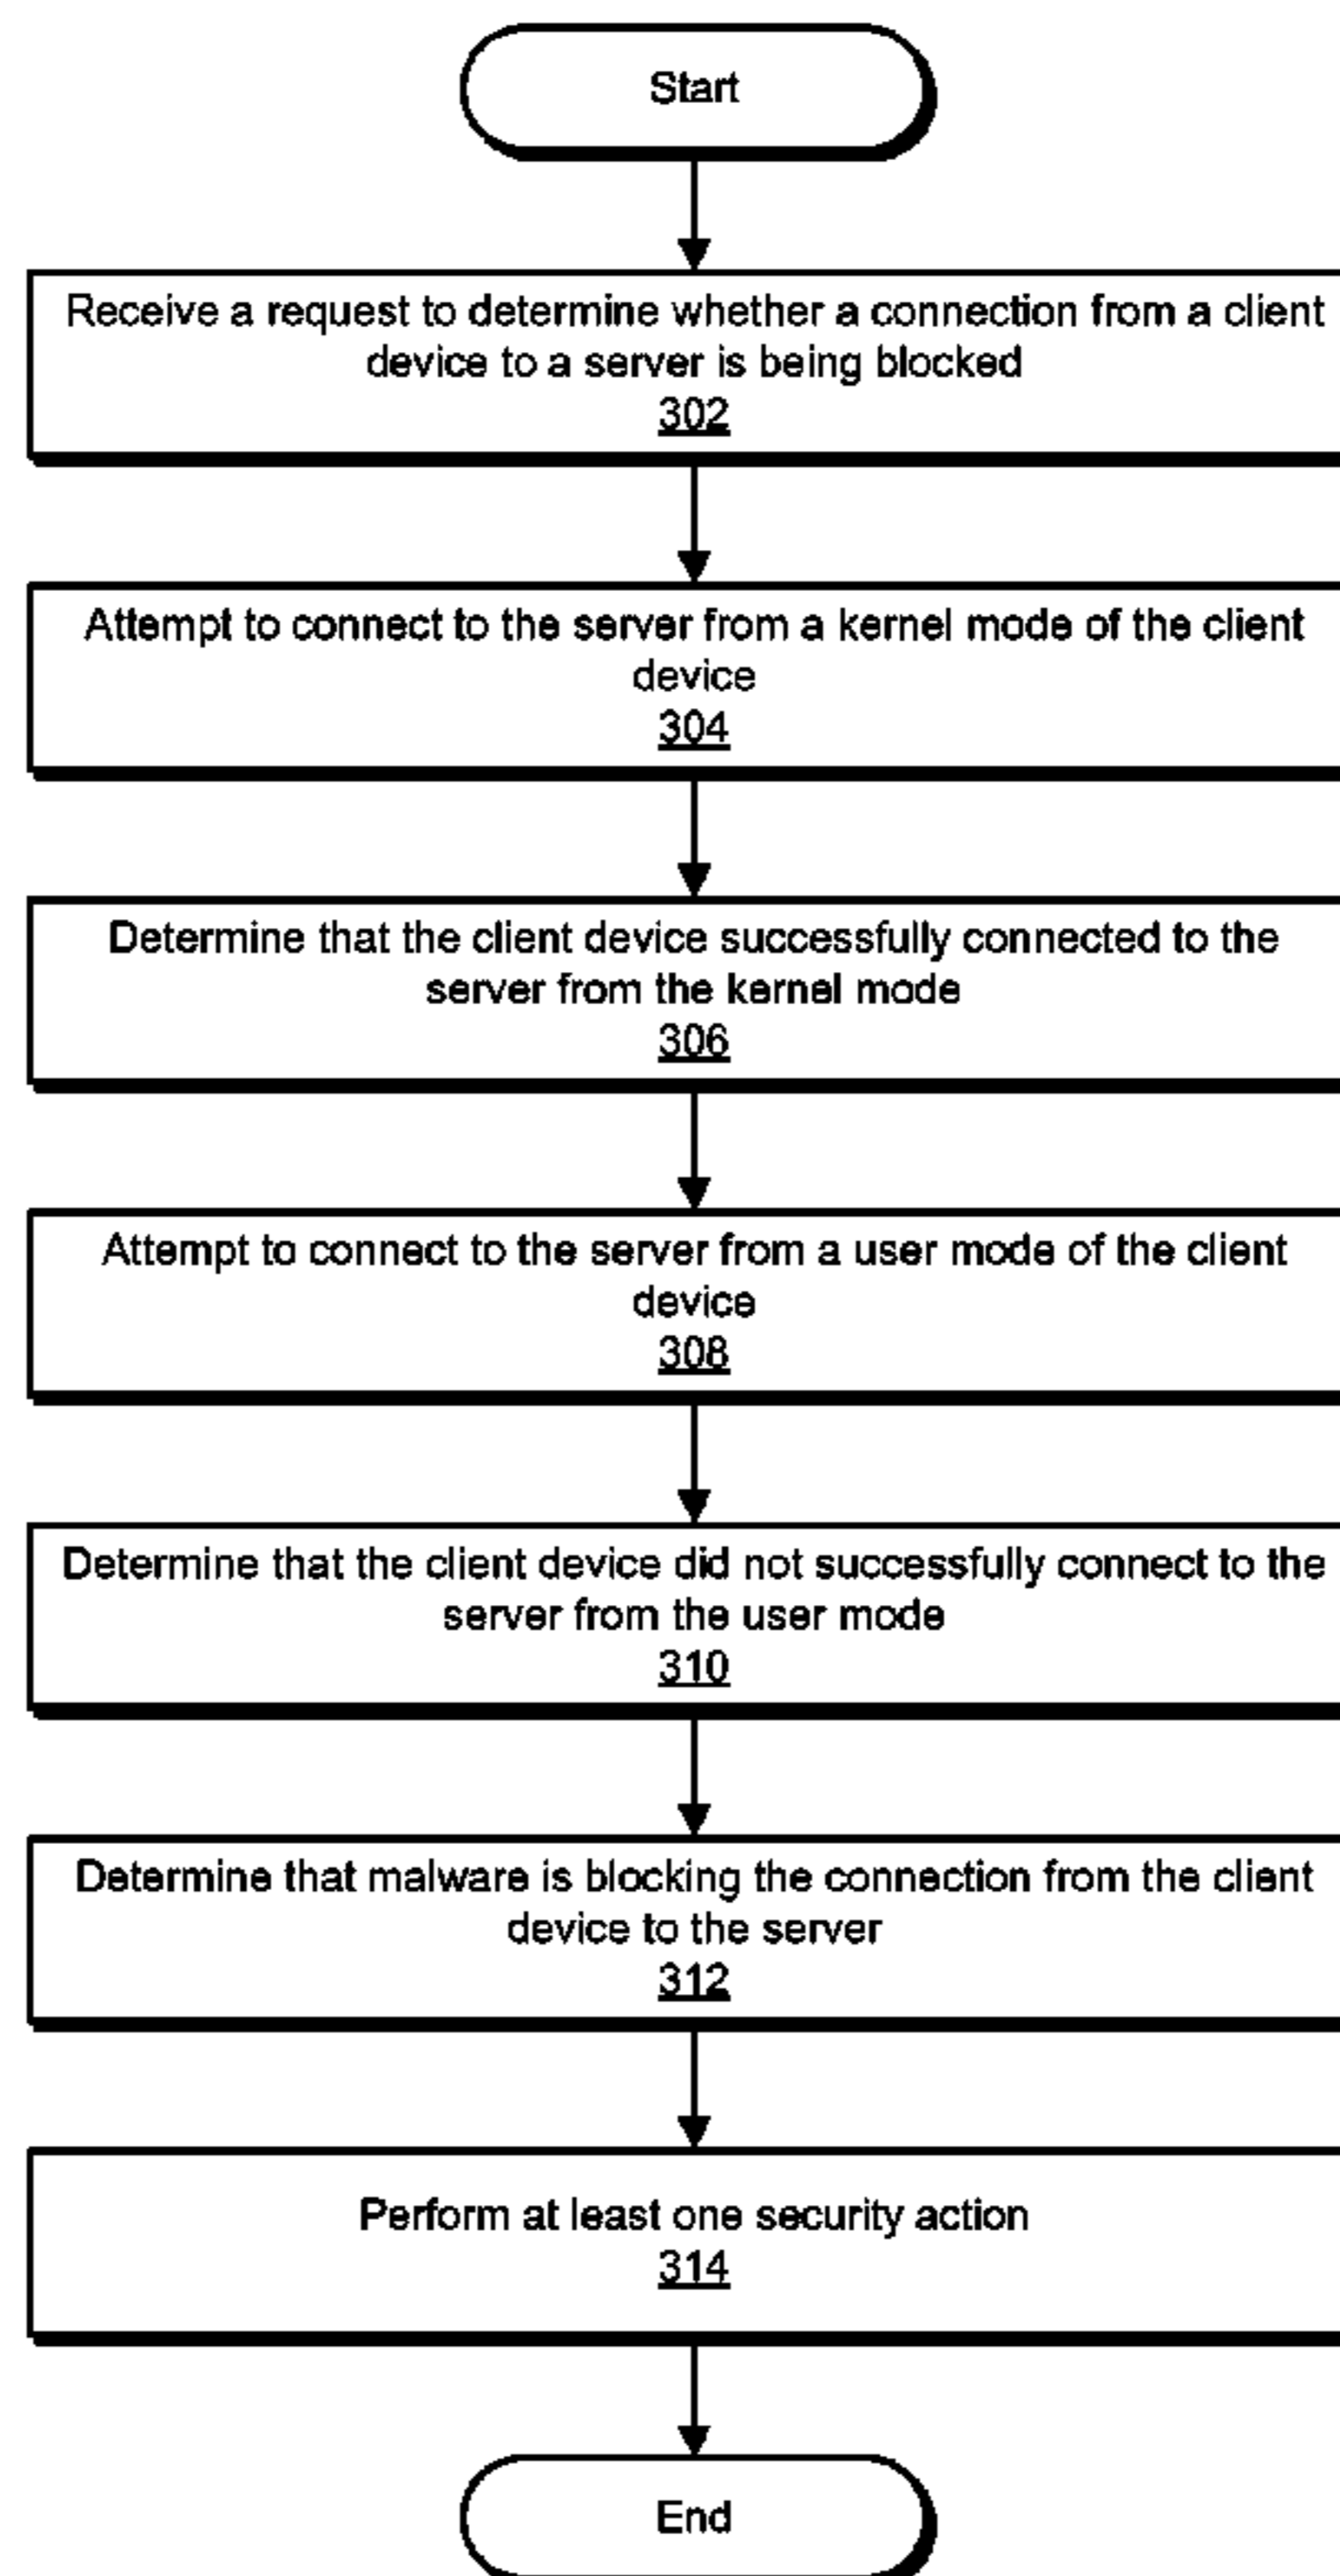 Start
Receive a request to determine whether a connection from a client
device to a server is being blocked
302
Attempt to connect to the server from a kernel mode of the client
device
304
Determine that the client device successfully connected to the
server from the kernel mode
306
Attempt to connect to the server from a user mode of the client
device
308
Determine that the client device did not successfully connect to the
server from the user mode
310
Determine that malware is blocking the connection from the client
device to the server
312
Perform at least one security action
314
End